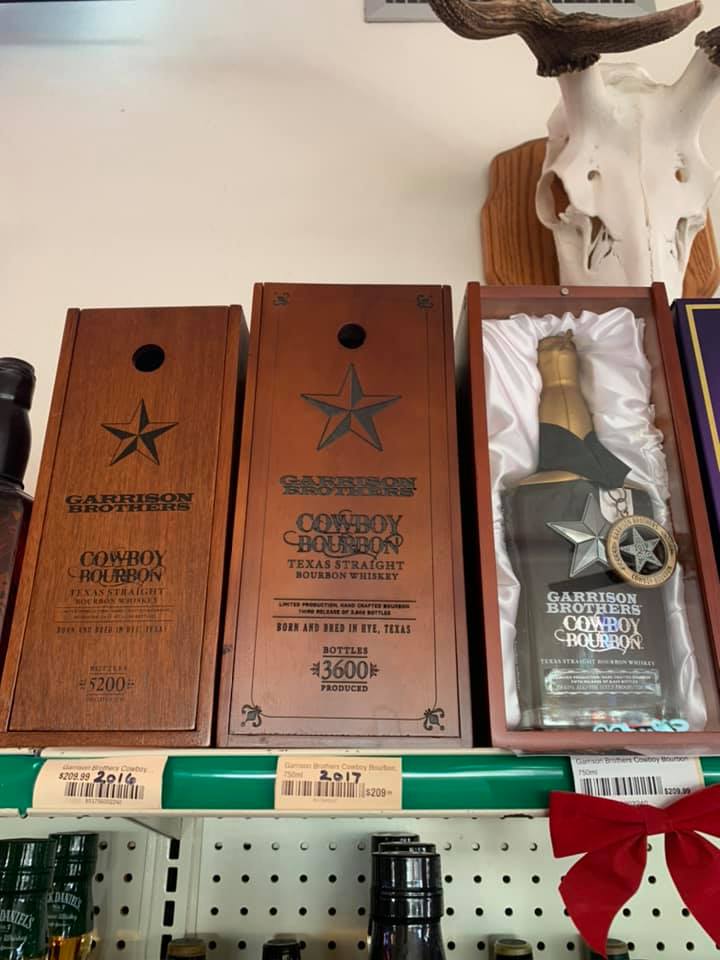 GARRISON
BROTHERS
COWBOY
BOURBON
TEXAS STRAIGHT
BOURBON WHISKEY
BORN AND BRED IN HYE, TEXAS
BOTTLES
5200
GARRISON
BROTHERS
COWBOY
BOURBON
TEXAS STRAIGHT
BOURBON WHISKEY
LIMITED PRODUCTION, HAND CRAFTED BOURBON
THIRD RELEASE OF 3,600 BOTTLES
BORN AND BRED IN HYE, TEXAS
BOTTLES
3600
PRODUCED
GARRISON
BROTHERS
COWBOY
BOURBON
TEXAS STRAIGHT BOURBON WHISKEY
Garrison Brothers Cowboy
$209.99 2016
Garrison Brothers Cowboy Bourbon
750ml 2017
$209
Garrison Brothers Cowboy Bourbon
750ml
$209.99
DANIEL'S
DANIEL'S